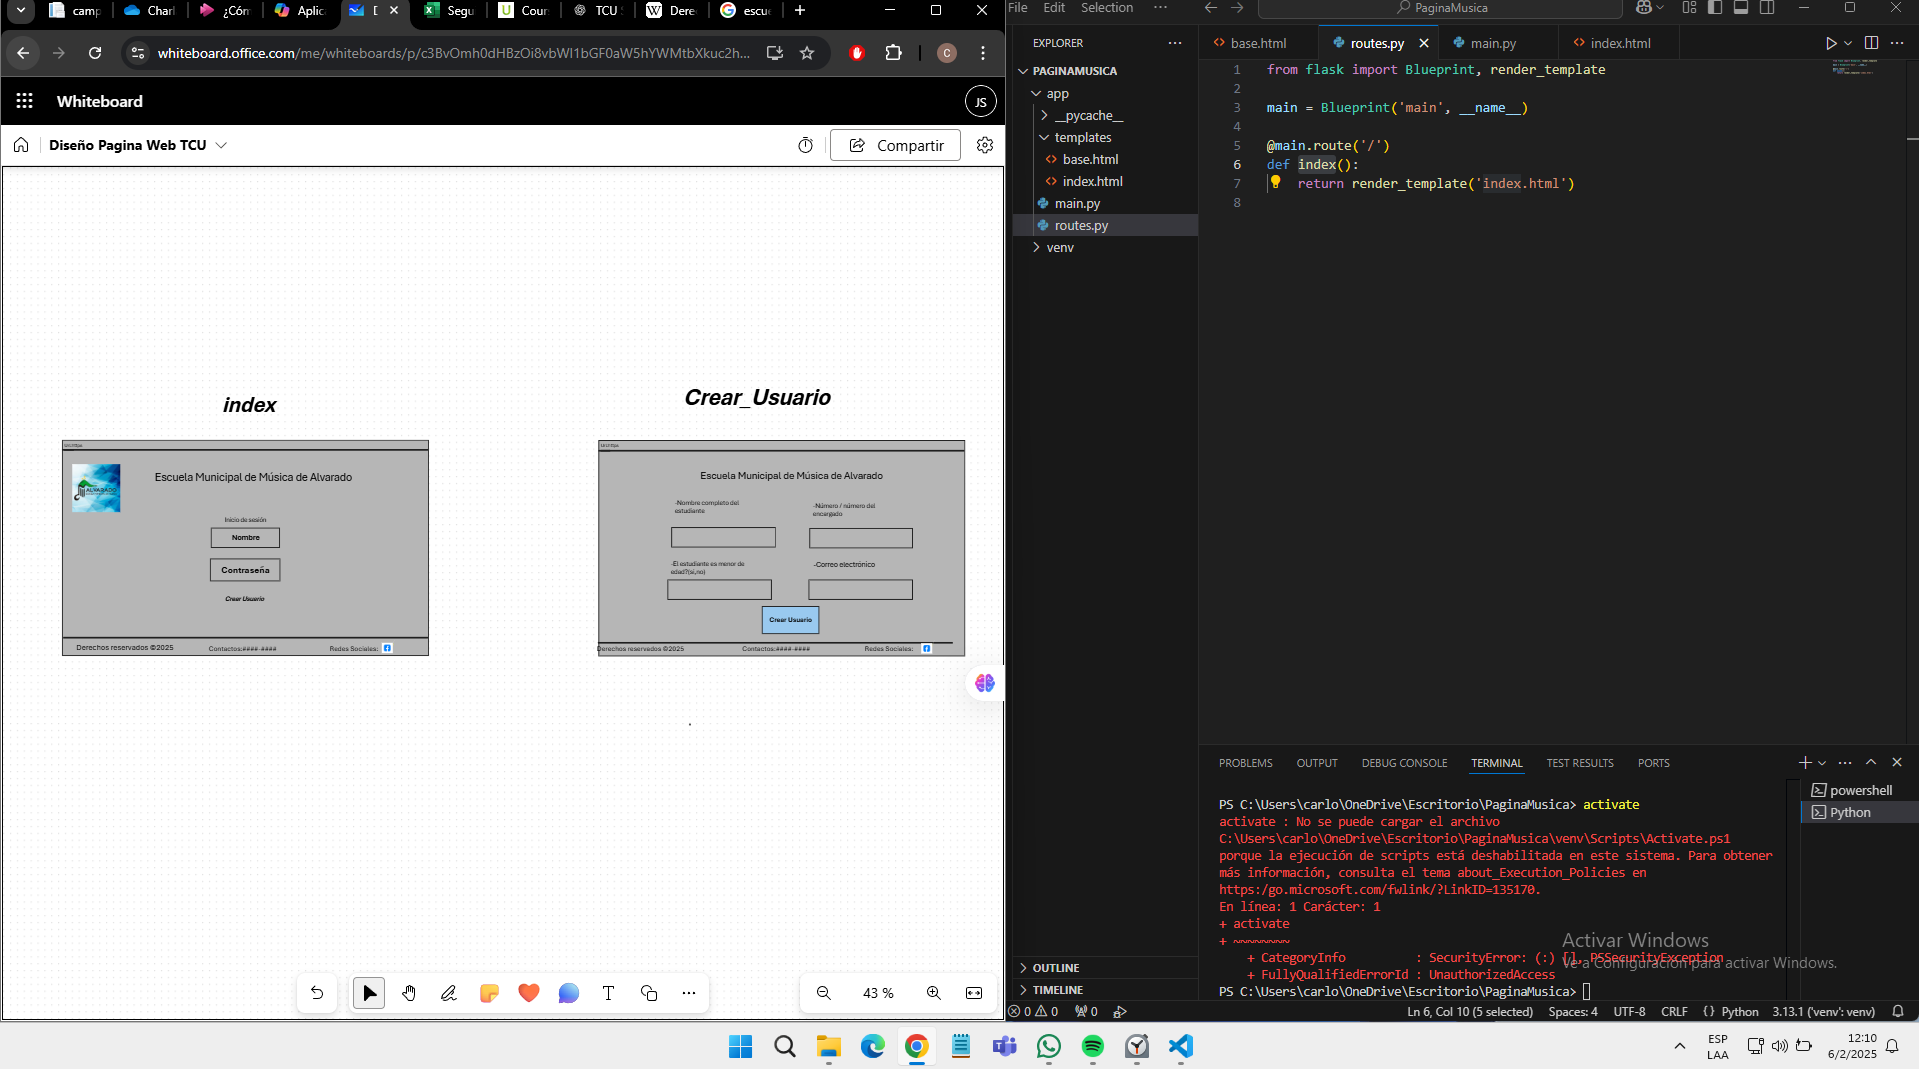 camp
Charl
¿Cóm
Aplic
Segu
Cour
TCU
Dere
escue
whiteboard.office.com/me/whiteboards/p/c3BvOmh0dHBzOi8vbWl1bGF0aW5hYWMtbXkuc2h...
C
Whiteboard
JS
Diseño Pagina Web TCU
Compartir
index
Escuela Municipal de Música de Alvarado
ALVARADO
Inicio de sesión
Nombre
Contraseña
Crear Usuario
Derechos reservados ©2025
Contactos:####-####
Redes Sociales:
Crear_Usuario
Escuela Municipal de Música de Alvarado
-Nombre completo del
estudiante
-Número / número del
encargado
-El estudiante es menor de
edad?(si,no)
-Correo electrónico
Crear Usuario
Derechos reservados ©2025
Contactos:####-####
Redes Sociales:
43 %
File Edit Selection
PaginaMusica
EXPLORER
PAGINAMUSICA
app
__pycache__
templates
base.html
index.html
main.py
routes.py
venv
OUTLINE
TIMELINE
base.html
routes.py
main.py
index.html
1 from flask import Blueprint, render_template
2
3 main = Blueprint('main', __name__)
4
5 @main.route('/')
6 def index():
7 return render_template('index.html')
8
PROBLEMS OUTPUT DEBUG CONSOLE TERMINAL TEST RESULTS PORTS
powershell
Python
PS C:\Users\carlo\OneDrive\Escritorio\PaginaMusica> activate
activate : No se puede cargar el archivo
C:\Users\carlo\OneDrive\Escritorio\PaginaMusica\venv\Scripts\Activate.ps1
porque la ejecución de scripts está deshabilitada en este sistema. Para obtener
más información, consulta el tema about_Execution_Policies en
https:/go.microsoft.com/fwlink/?LinkID=135170.
En línea: 1 Carácter: 1
+ activate
+ ~~~~~~~~
+ CategoryInfo : SecurityError: (:) [], PSSecurityException
+ FullyQualifiedErrorId : UnauthorizedAccess
PS C:\Users\carlo\OneDrive\Escritorio\PaginaMusica>
Activar Windows
Ve a Configuración para activar Windows.
0 0 0
Ln 6, Col 10 (5 selected) Spaces: 4 UTF-8 CRLF Python 3.13.1 ('venv': venv)
ESP
LAA
12:10
6/2/2025